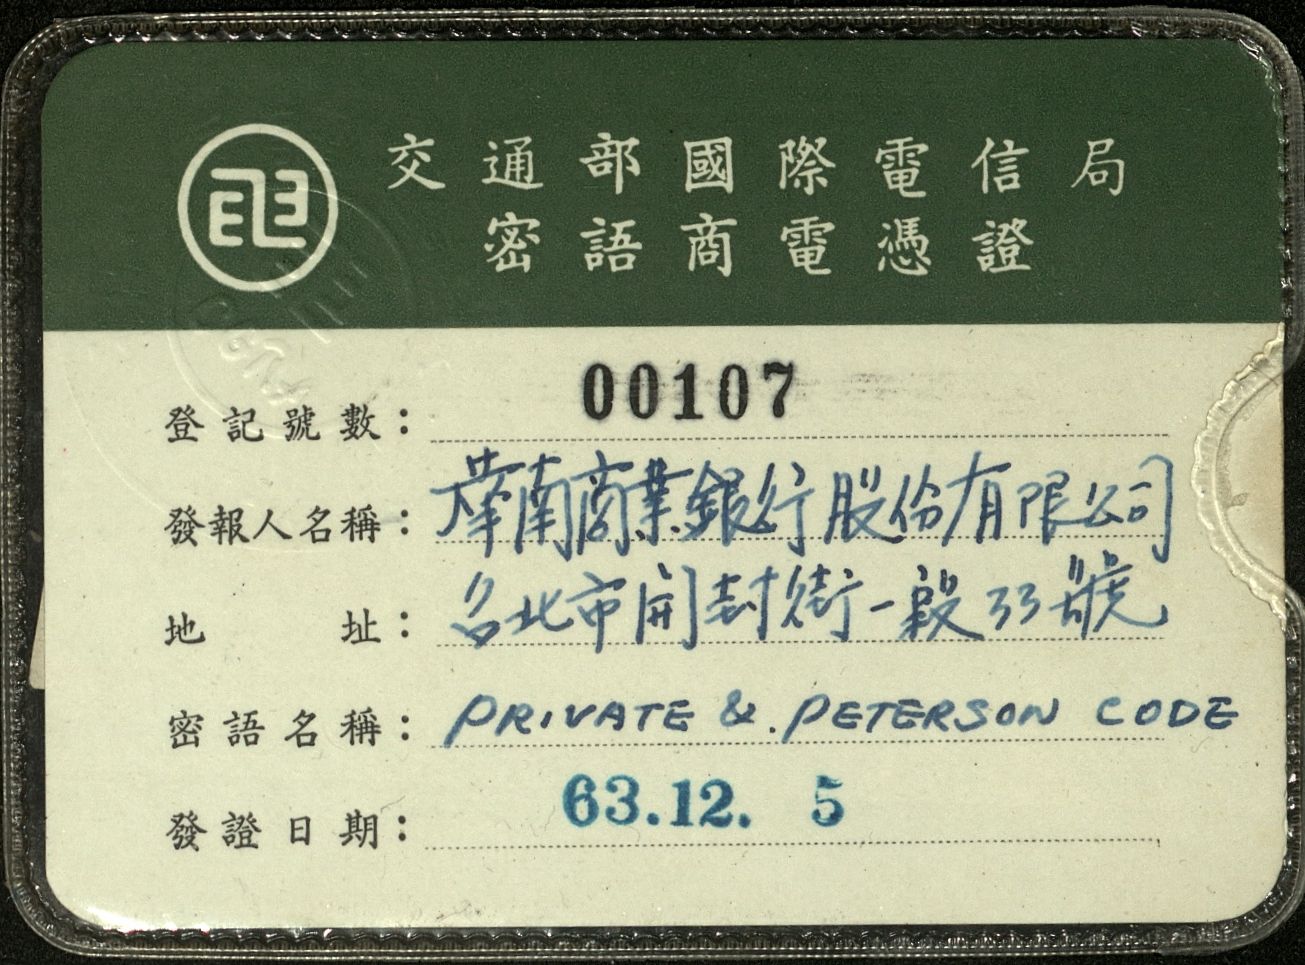 交通部國際電信局
密語商電憑證
登記號數：00107
發報人名稱：華南商業銀行股份有限公司
地址：台北市開封街一段33號
密語名稱：PRIVATE & PETERSON CODE
發證日期：63.12. 5